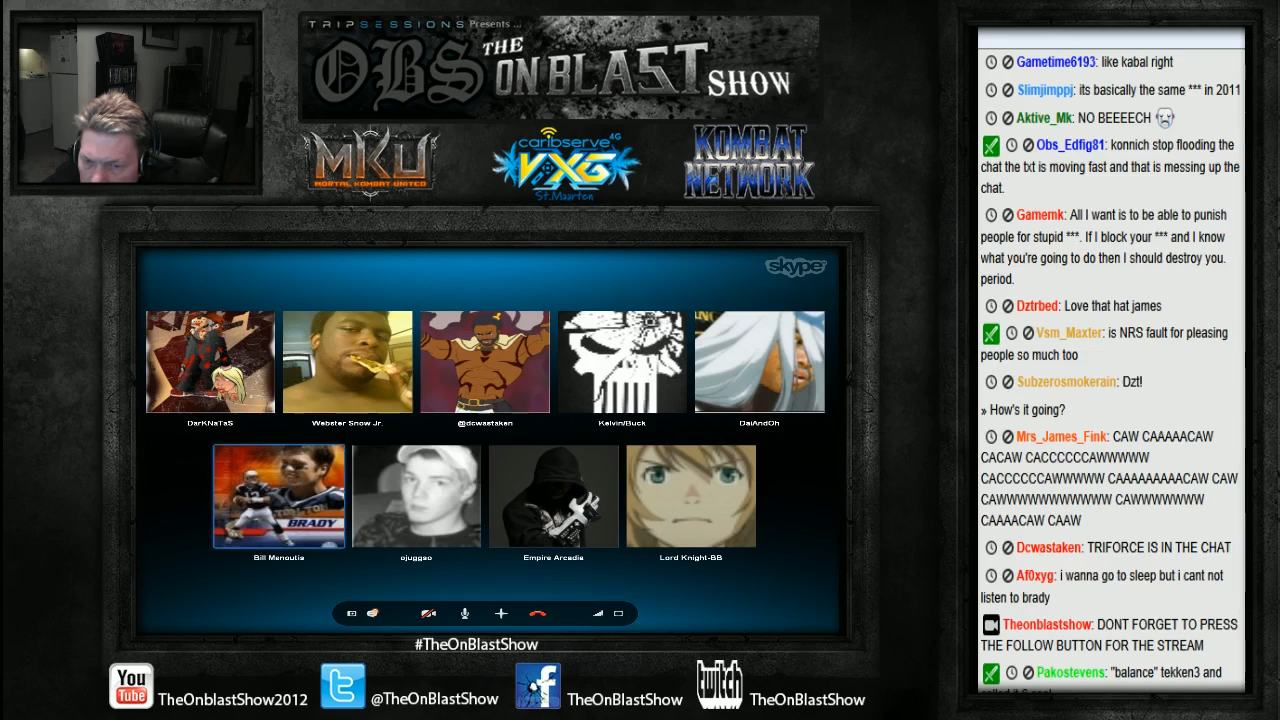 TRIPSESSIONS Presents ...
OBS THE ON BLAST SHOW
MKU
MORTAL KOMBAT UNITED
caribserve 4G
VXG
St.Maarten
KOMBAT
NETWORK
skype
DarKNaTaS
Webster Snow Jr.
@dcwastaken
Kelvin/Buck
DaiAndOh
BRADY
Bill Menoutis
ojuggso
Empire Arcadia
Lord Knight-BB
#TheOnBlastShow
You
Tube
TheOnblastShow2012
@TheOnBlastShow
TheOnBlastShow
twitch
TheOnBlastShow
Gametime6193: like kabal right
Slimjimppj: its basically the same *** in 2011
Aktive_Mk: NO BEEEECH
Obs_Edfig81: konnich stop flooding the
chat the txt is moving fast and that is messing up the
chat.
Gamemk: All I want is to be able to punish
people for stupid ***. If I block your *** and I know
what you're going to do then I should destroy you.
period.
Dztrbed: Love that hat james
Vsm_Maxter: is NRS fault for pleasing
people so much too
Subzerosmokerain: Dzt!
» How's it going?
Mrs_James_Fink: CAW CAAAAACAW
CACAW CACCCCCCAWWWWW
CACCCCCCAWWWWW CAAAAAAAAACAW CAW
CAWWWWWWWWWWWW CAWWWWWWW
CAAAACAW CAAW
Dcwastaken: TRIFORCE IS IN THE CHAT
Af0xyg: i wanna go to sleep but i cant not
listen to brady
Theonblastshow: DONT FORGET TO PRESS
THE FOLLOW BUTTON FOR THE STREAM
Pakostevens: "balance" tekken3 and